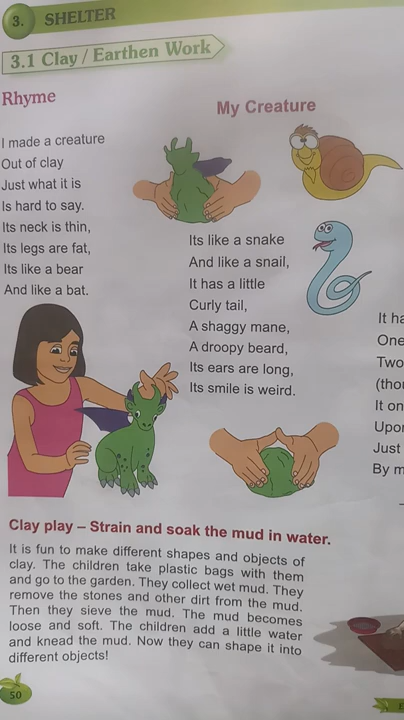 3. SHELTER
3.1 Clay / Earthen Work
Rhyme
My Creature
I made a creature
Out of clay
Just what it is
Is hard to say.
Its neck is thin,
Its legs are fat,
Its like a bear
And like a bat.
Its like a snake
And like a snail,
It has a little
Curly tail,
A shaggy mane,
A droopy beard,
Its ears are long,
Its smile is weird.
One
Two
It on
Just
By
Clay play – Strain and soak the mud in water.
It is fun to make different shapes and objects of
clay. The children take plastic bags with them
and go to the garden. They collect wet mud. They
remove the stones and other dirt from the mud.
Then they sieve the mud. The mud becomes
loose and soft. The children add a little water
and knead the mud. Now they can shape it into
different objects!
50